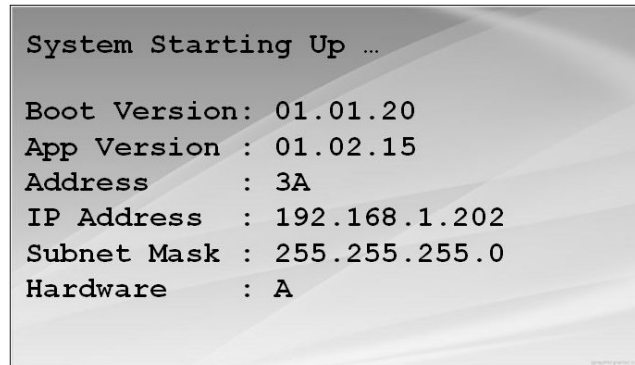 System Starting Up …
Boot Version: 01.01.20
App Version : 01.02.15
Address     : 3A
IP Address  : 192.168.1.202
Subnet Mask : 255.255.255.0
Hardware    : A